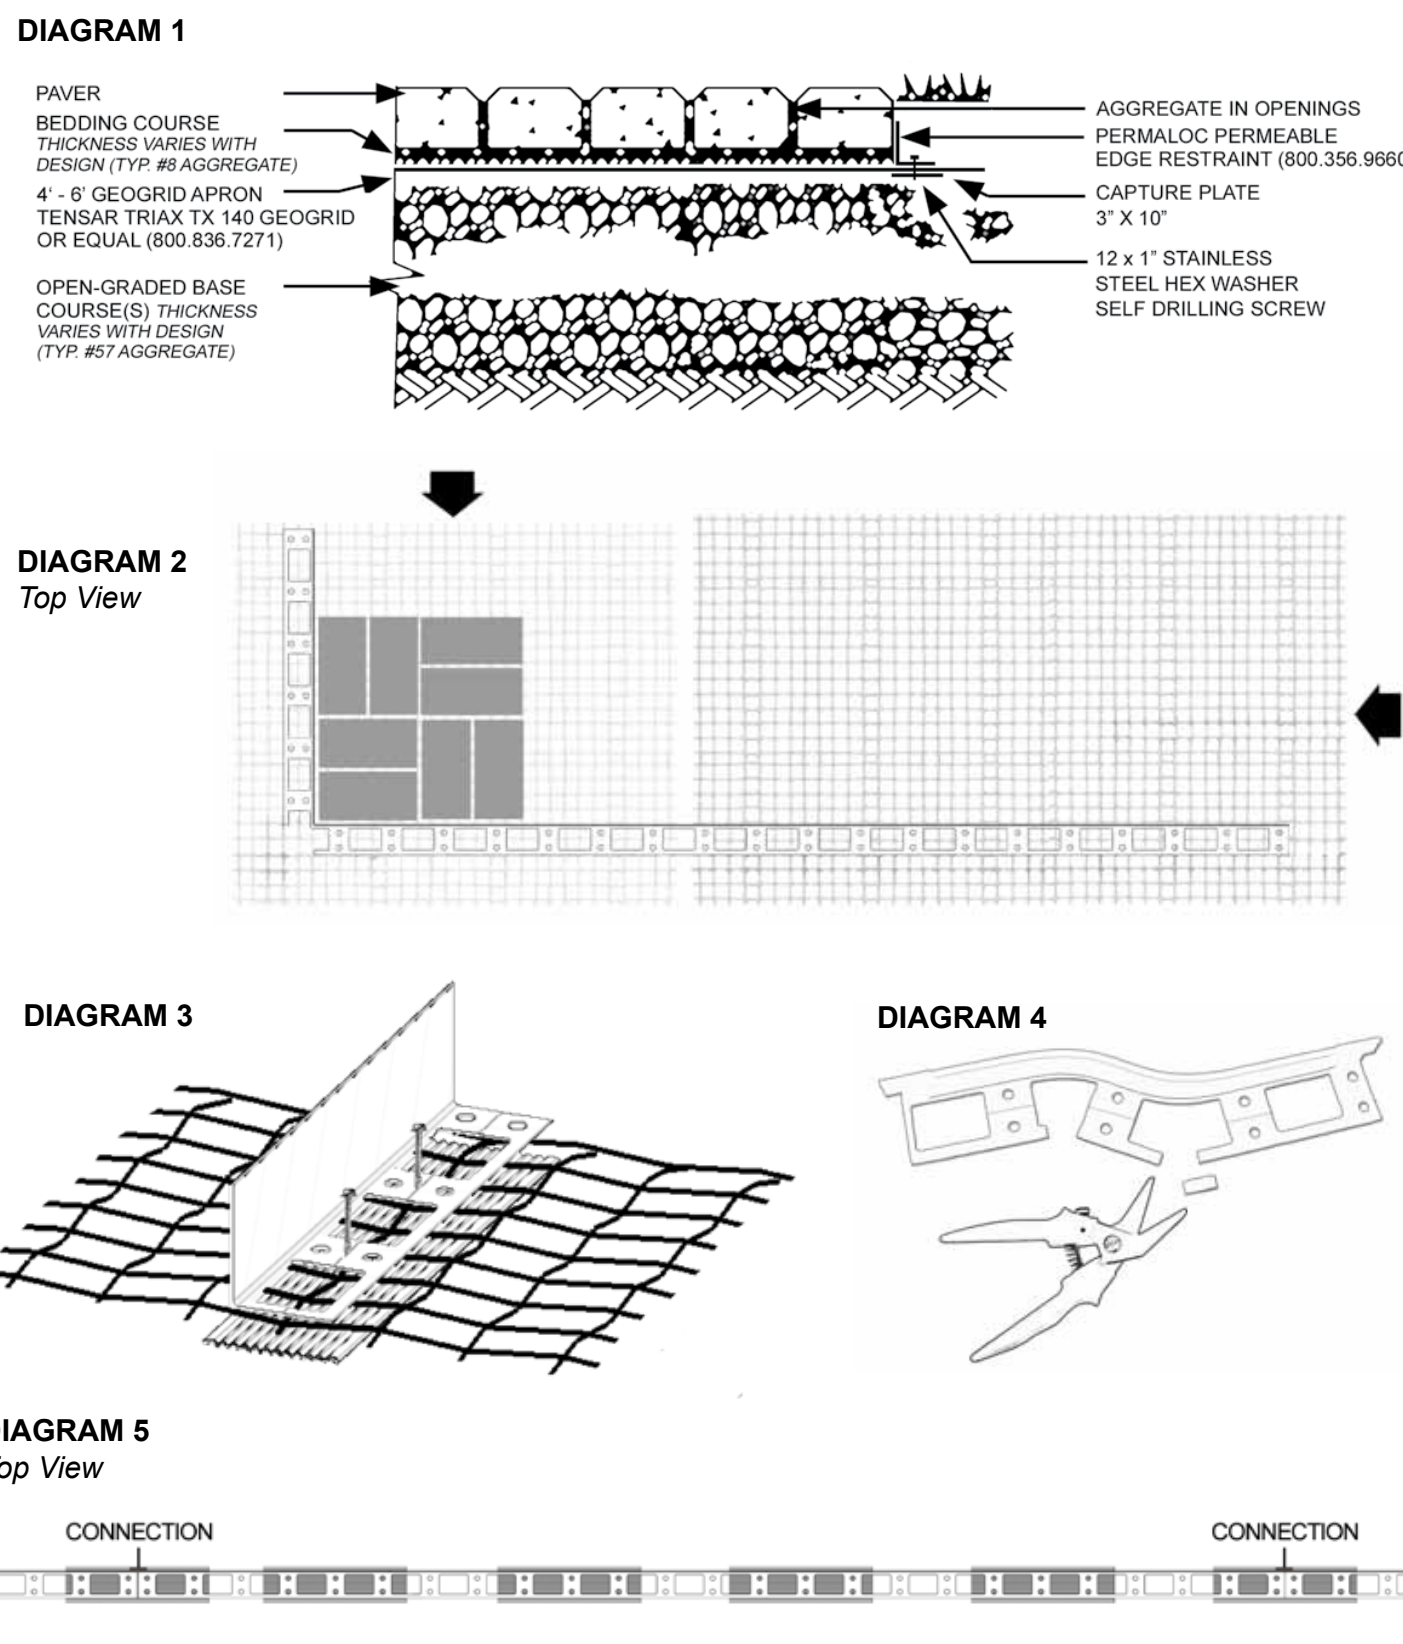 DIAGRAM 1
PAVER
BEDDING COURSE
THICKNESS VARIES WITH
DESIGN (TYP. #8 AGGREGATE)
4‘ - 6’ GEOGRID APRON
TENSAR TRIAX TX 140 GEOGRID
OR EQUAL (800.836.7271)
OPEN-GRADED BASE
COURSE(S) THICKNESS
VARIES WITH DESIGN
(TYP. #57 AGGREGATE)
AGGREGATE IN OPENINGS
PERMALOC PERMEABLE
EDGE RESTRAINT (800.356.9660
CAPTURE PLATE
3” X 10”
12 x 1” STAINLESS
STEEL HEX WASHER
SELF DRILLING SCREW
DIAGRAM 2
Top View
DIAGRAM 3
DIAGRAM 4
IAGRAM 5
op View
CONNECTION
CONNECTION